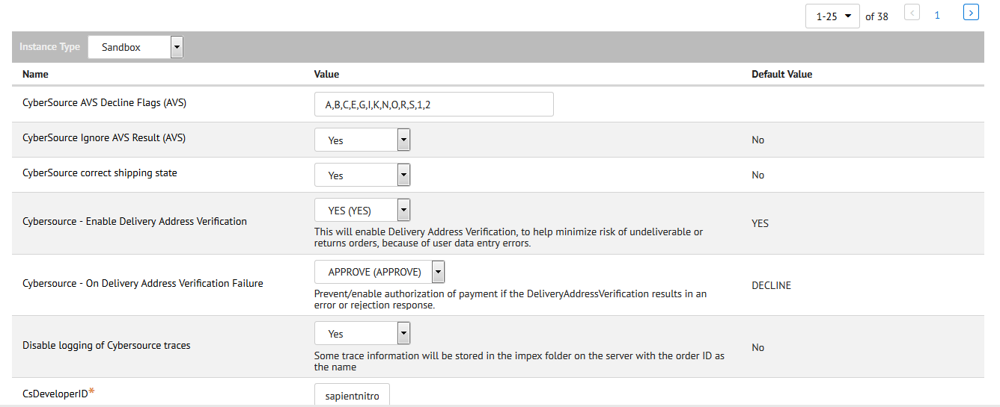 1-25 of 38 < 1 >
Instance Type Sandbox
Name Value Default Value
CyberSource AVS Decline Flags (AVS) A,B,C,E,G,I,K,N,O,R,S,1,2
CyberSource Ignore AVS Result (AVS) Yes No
CyberSource correct shipping state Yes No
Cybersource - Enable Delivery Address Verification YES (YES) YES
This will enable Delivery Address Verification, to help minimize risk of undeliverable or
returns orders, because of user data entry errors.
Cybersource - On Delivery Address Verification Failure APPROVE (APPROVE) DECLINE
Prevent/enable authorization of payment if the DeliveryAddressVerification results in an
error or rejection response.
Disable logging of Cybersource traces Yes No
Some trace information will be stored in the impex folder on the server with the order ID as
the name
CsDeveloperID* sapientnitro